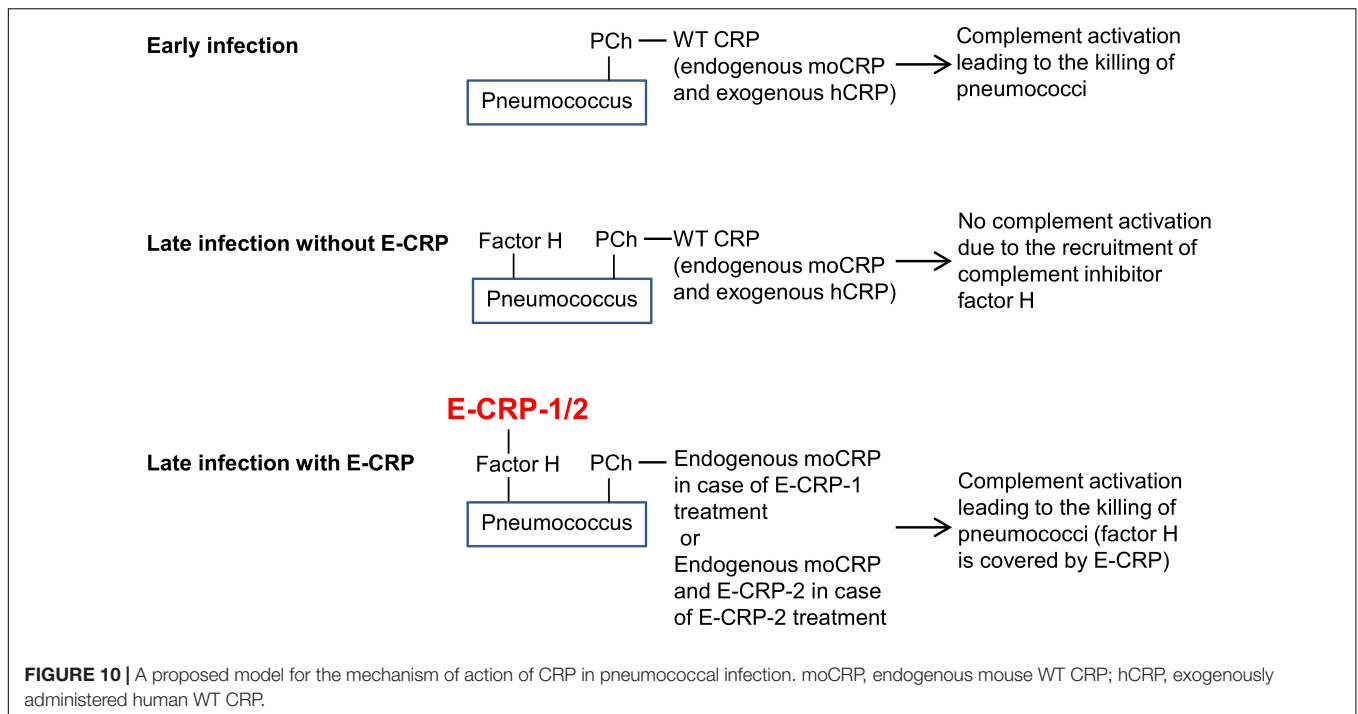 Early infection
PCh
WT CRP
(endogenous moCRP
and exogenous hCRP)
Pneumococcus
Complement activation
leading to the killing of
pneumococci
Late infection without E-CRP
Factor H
PCh
WT CRP
(endogenous moCRP
and exogenous hCRP)
Pneumococcus
No complement activation
due to the recruitment of
complement inhibitor
factor H
Late infection with E-CRP
E-CRP-1/2
Factor H
PCh
Pneumococcus
Endogenous moCRP
in case of E-CRP-1
treatment
or
Endogenous moCRP
and E-CRP-2 in case
of E-CRP-2 treatment
Complement activation
leading to the killing of
pneumococci (factor H
is covered by E-CRP)
FIGURE 10 | A proposed model for the mechanism of action of CRP in pneumococcal infection. moCRP, endogenous mouse WT CRP; hCRP, exogenously
administered human WT CRP.